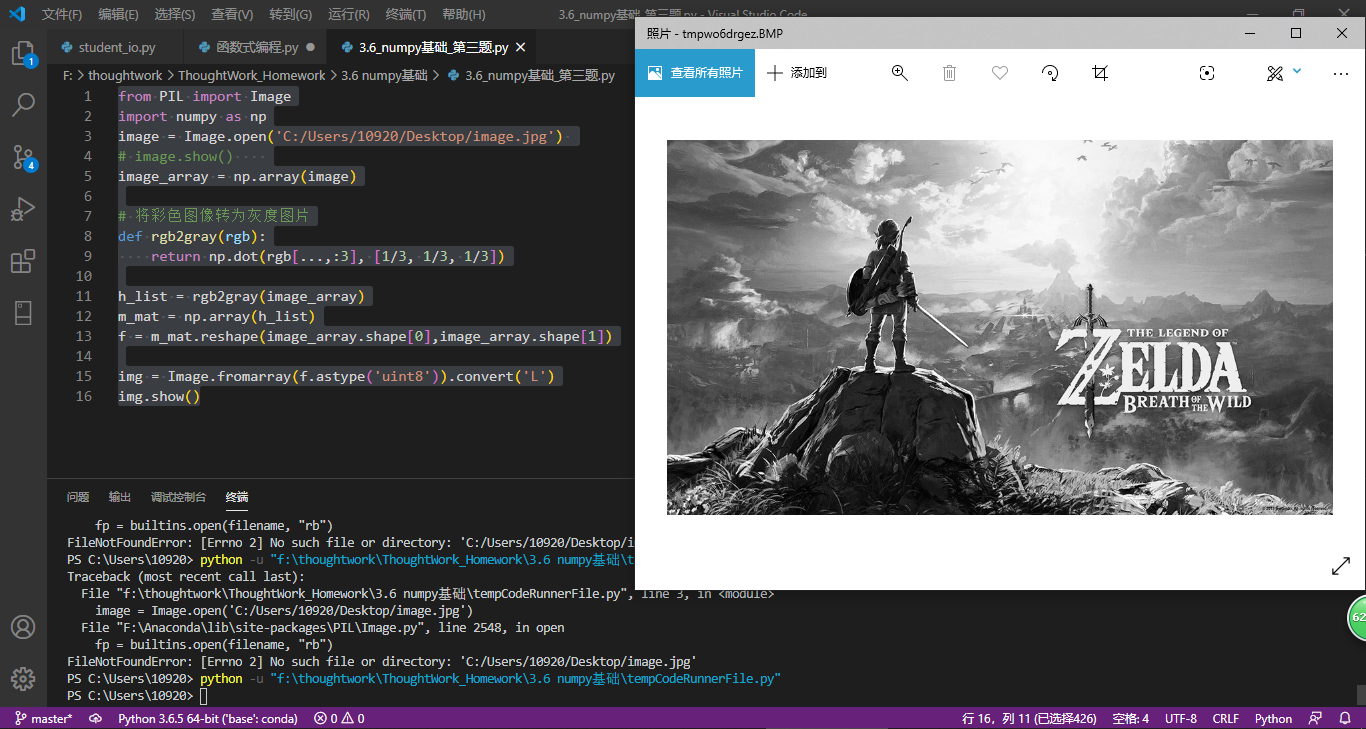 文件(F) 编辑(E) 选择(S) 查看(V) 转到(G) 运行(R) 终端(T) 帮助(H) 3.6_numpy基础_第三题.py - Visual Studio Code
照片 - tmpwo6drgez.BMP
student_io.py 函数式编程.py 3.6_numpy基础_第三题.py
查看所有照片 添加到
F: > thoughtwork > ThoughtWork_Homework > 3.6 numpy基础 > 3.6_numpy基础_第三题.py
1 from PIL import Image
2 import numpy as np
3 image = Image.open('C:/Users/10920/Desktop/image.jpg')
4 # image.show()
5 image_array = np.array(image)
6
7 # 将彩色图像转为灰度图片
8 def rgb2gray(rgb):
9 return np.dot(rgb[...,:3], [1/3, 1/3, 1/3])
10
11 h_list = rgb2gray(image_array)
12 m_mat = np.array(h_list)
13 f = m_mat.reshape(image_array.shape[0],image_array.shape[1])
14
15 img = Image.fromarray(f.astype('uint8')).convert('L')
16 img.show()
1
4
THE LEGEND OF
ZELDA
BREATH OF THE WILD
问题 输出 调试控制台 终端
fp = builtins.open(filename, "rb")
FileNotFoundError: [Errno 2] No such file or directory: 'C:/Users/10920/Desktop/i
PS C:\Users\10920> python -u "f:\thoughtwork\ThoughtWork_Homework\3.6 numpy基础\t
Traceback (most recent call last):
File "f:\thoughtwork\ThoughtWork_Homework\3.6 numpy基础\tempCodeRunnerFile.py", line 3, in <module>
image = Image.open('C:/Users/10920/Desktop/image.jpg')
File "F:\Anaconda\lib\site-packages\PIL\Image.py", line 2548, in open
fp = builtins.open(filename, "rb")
FileNotFoundError: [Errno 2] No such file or directory: 'C:/Users/10920/Desktop/image.jpg'
PS C:\Users\10920> python -u "f:\thoughtwork\ThoughtWork_Homework\3.6 numpy基础\tempCodeRunnerFile.py"
PS C:\Users\10920>
62
master* Python 3.6.5 64-bit ('base': conda) 0 0 行 16，列 11 (已选择426) 空格: 4 UTF-8 CRLF Python